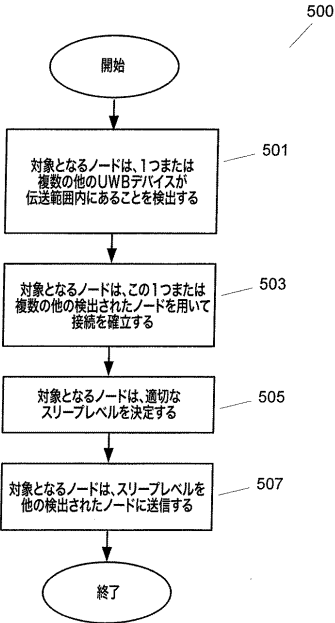 500
開始
対象となるノードは、1つまたは
複数の他のUWBデバイスが
伝送範囲内にあることを検出する
501
対象となるノードは、この1つまたは
複数の他の検出されたノードを用いて
接続を確立する
503
対象となるノードは、適切な
スリープレベルを決定する
505
対象となるノードは、スリープレベルを
他の検出されたノードに送信する
507
終了